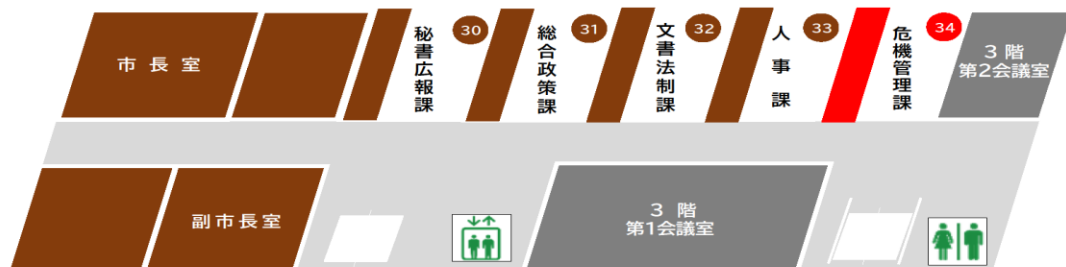 市長室
秘書広報課
30
総合政策課
31
文書法制課
32
人事課
33
危機管理課
34
3階
第2会議室
副市長室
3階
第1会議室